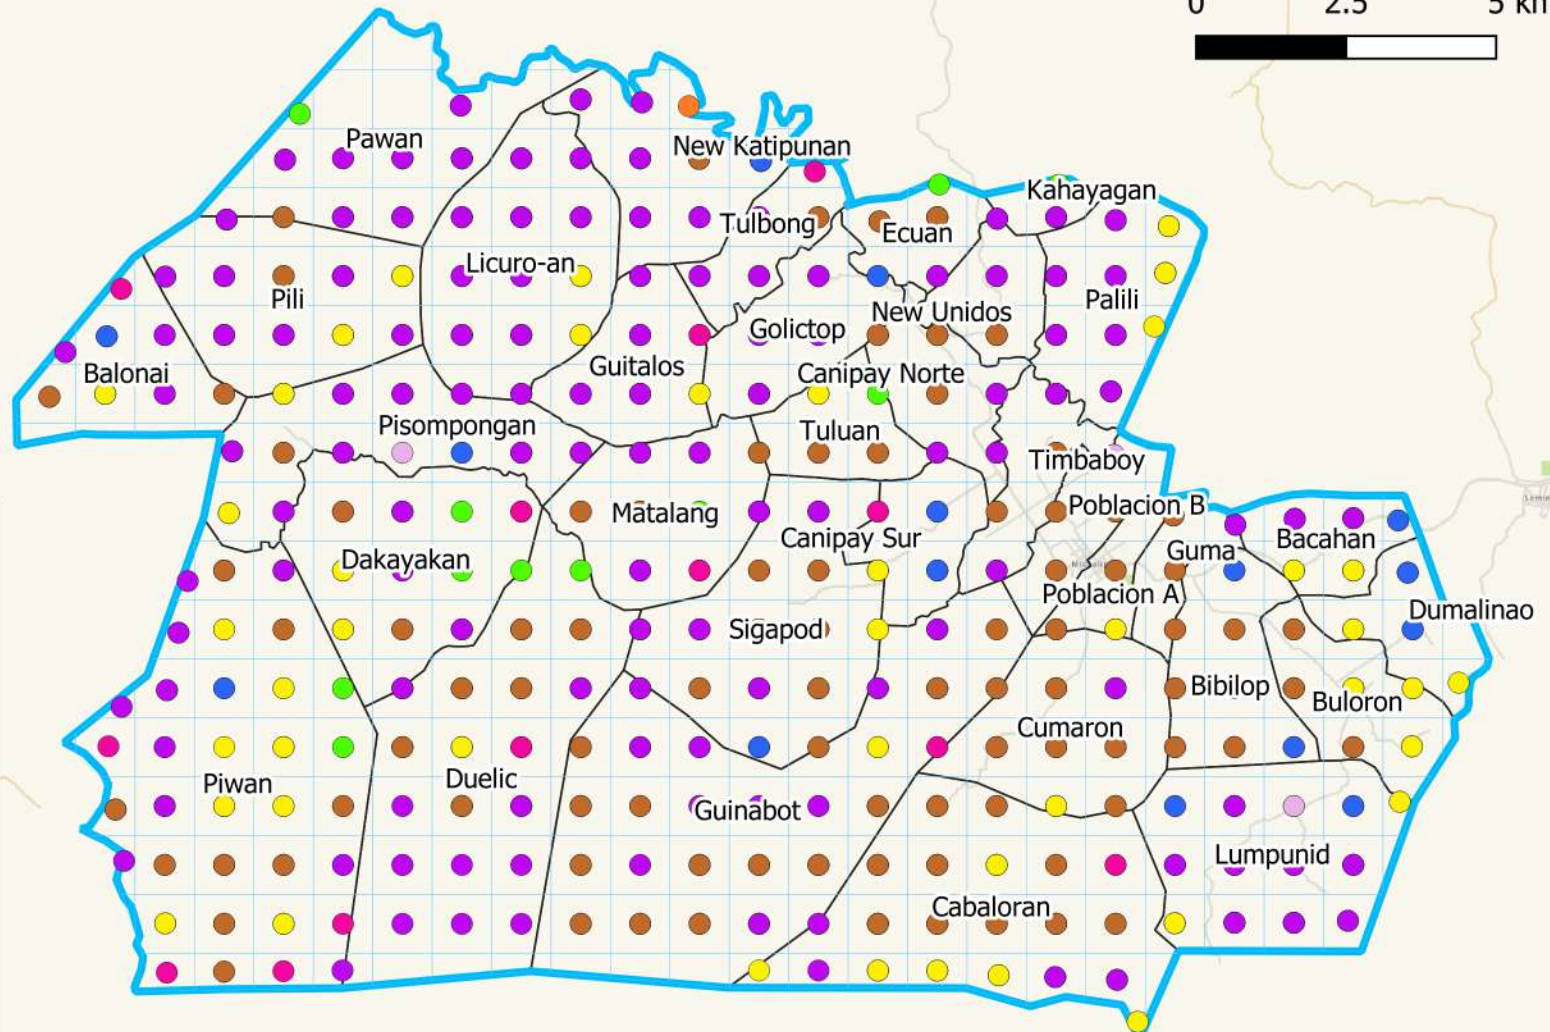 0 2.5 5 km
Pawan
New Katipunan
Kahayagan
Tulbong
Ecuan
Licuro-an
Pili
Palili
New Unidos
Golictop
Guitalos
Balonai
Canipay Norte
Pisompongan
Tuluan
Timbaboy
Poblacion B
Matalang
Canipay Sur
Bacahan
Guma
Dakayakan
Poblacion A
Dumalinao
Sigapod
Bibilop
Buloron
Cumaron
Duelic
Piwan
Guinabot
Lumpunid
Cabaloran